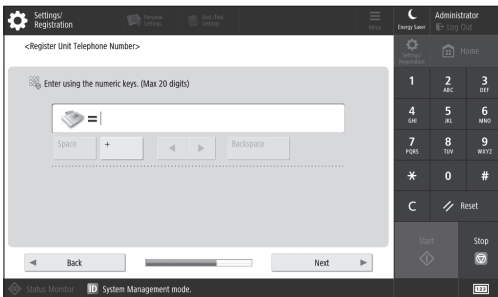 Settings/
Registration
Personal
Settings
Dest./Fwd.
Settings
Menu
Energy Saver
Administrator
Log Out
<Register Unit Telephone Number>
Settings/
Registration
Home
Enter using the numeric keys. (Max 20 digits)
=
Space
+
Backspace
1
2
ABC
3
DEF
4
GHI
5
JKL
6
MNO
7
PQRS
8
TUV
9
WXYZ
*
0
#
C
Reset
Start
Stop
Back
Next
Status Monitor
ID System Management mode.